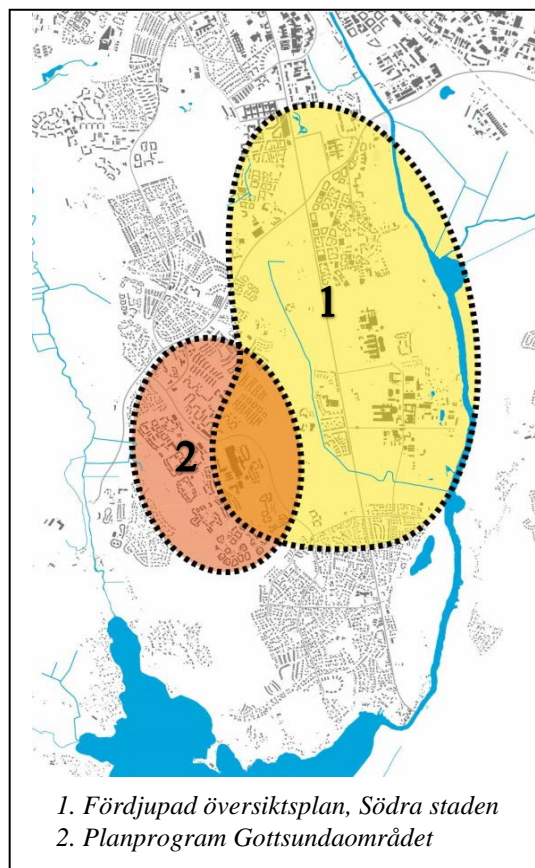 1
2
1. Fördjupad översiktsplan, Södra staden
2. Planprogram Gottsundaområdet